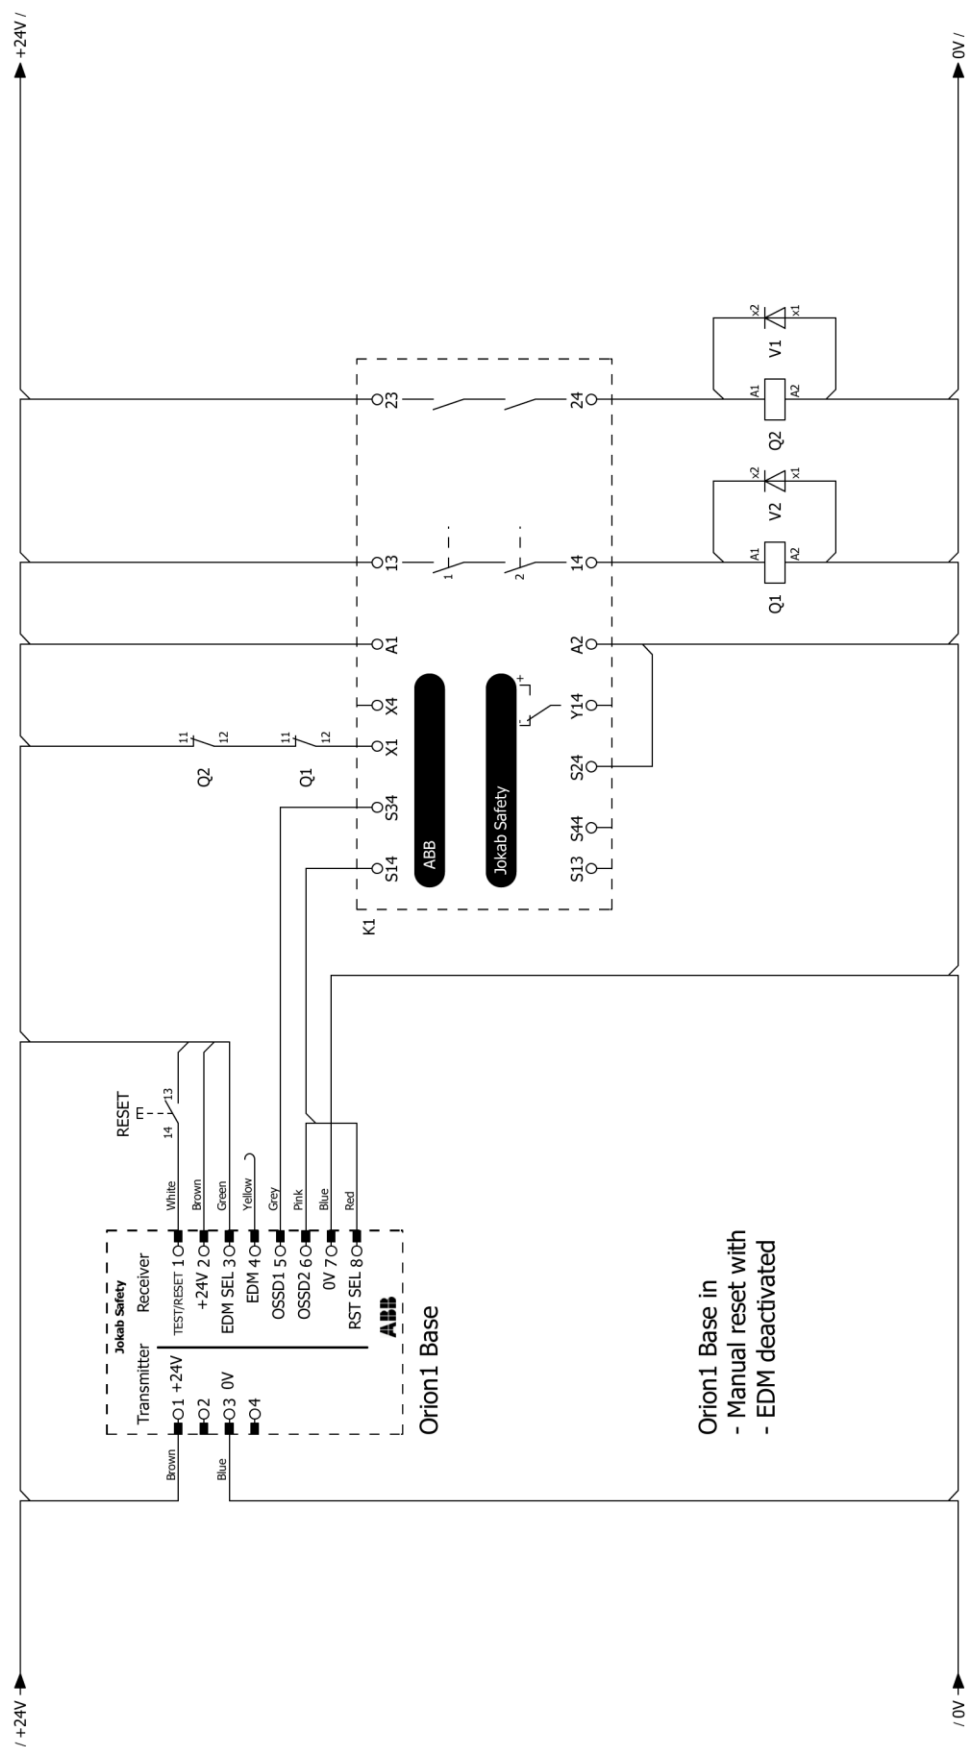 / +24V
+24V /
Jokab Safety
Transmitter
Receiver
1 +24V
2
3 0V
4
Brown
Blue
TEST/RESET 1
+24V 2
EDM SEL 3
EDM 4
OSSD1 5
OSSD2 6
0V 7
RST SEL 8
ABB
White
Brown
Green
Yellow
Grey
Pink
Blue
Red
RESET
E
14
13
Orion1 Base
K1
S14
S34
X1
X4
A1
13
23
Q2
11
12
Q1
11
12
ABB
Jokab Safety
- +
1
2
S13
S44
S24
Y14
A2
14
24
Q1
A1
A2
V2
x2
x1
Q2
A1
A2
V1
x2
x1
Orion1 Base in
- Manual reset with
- EDM deactivated
/ 0V
0V /